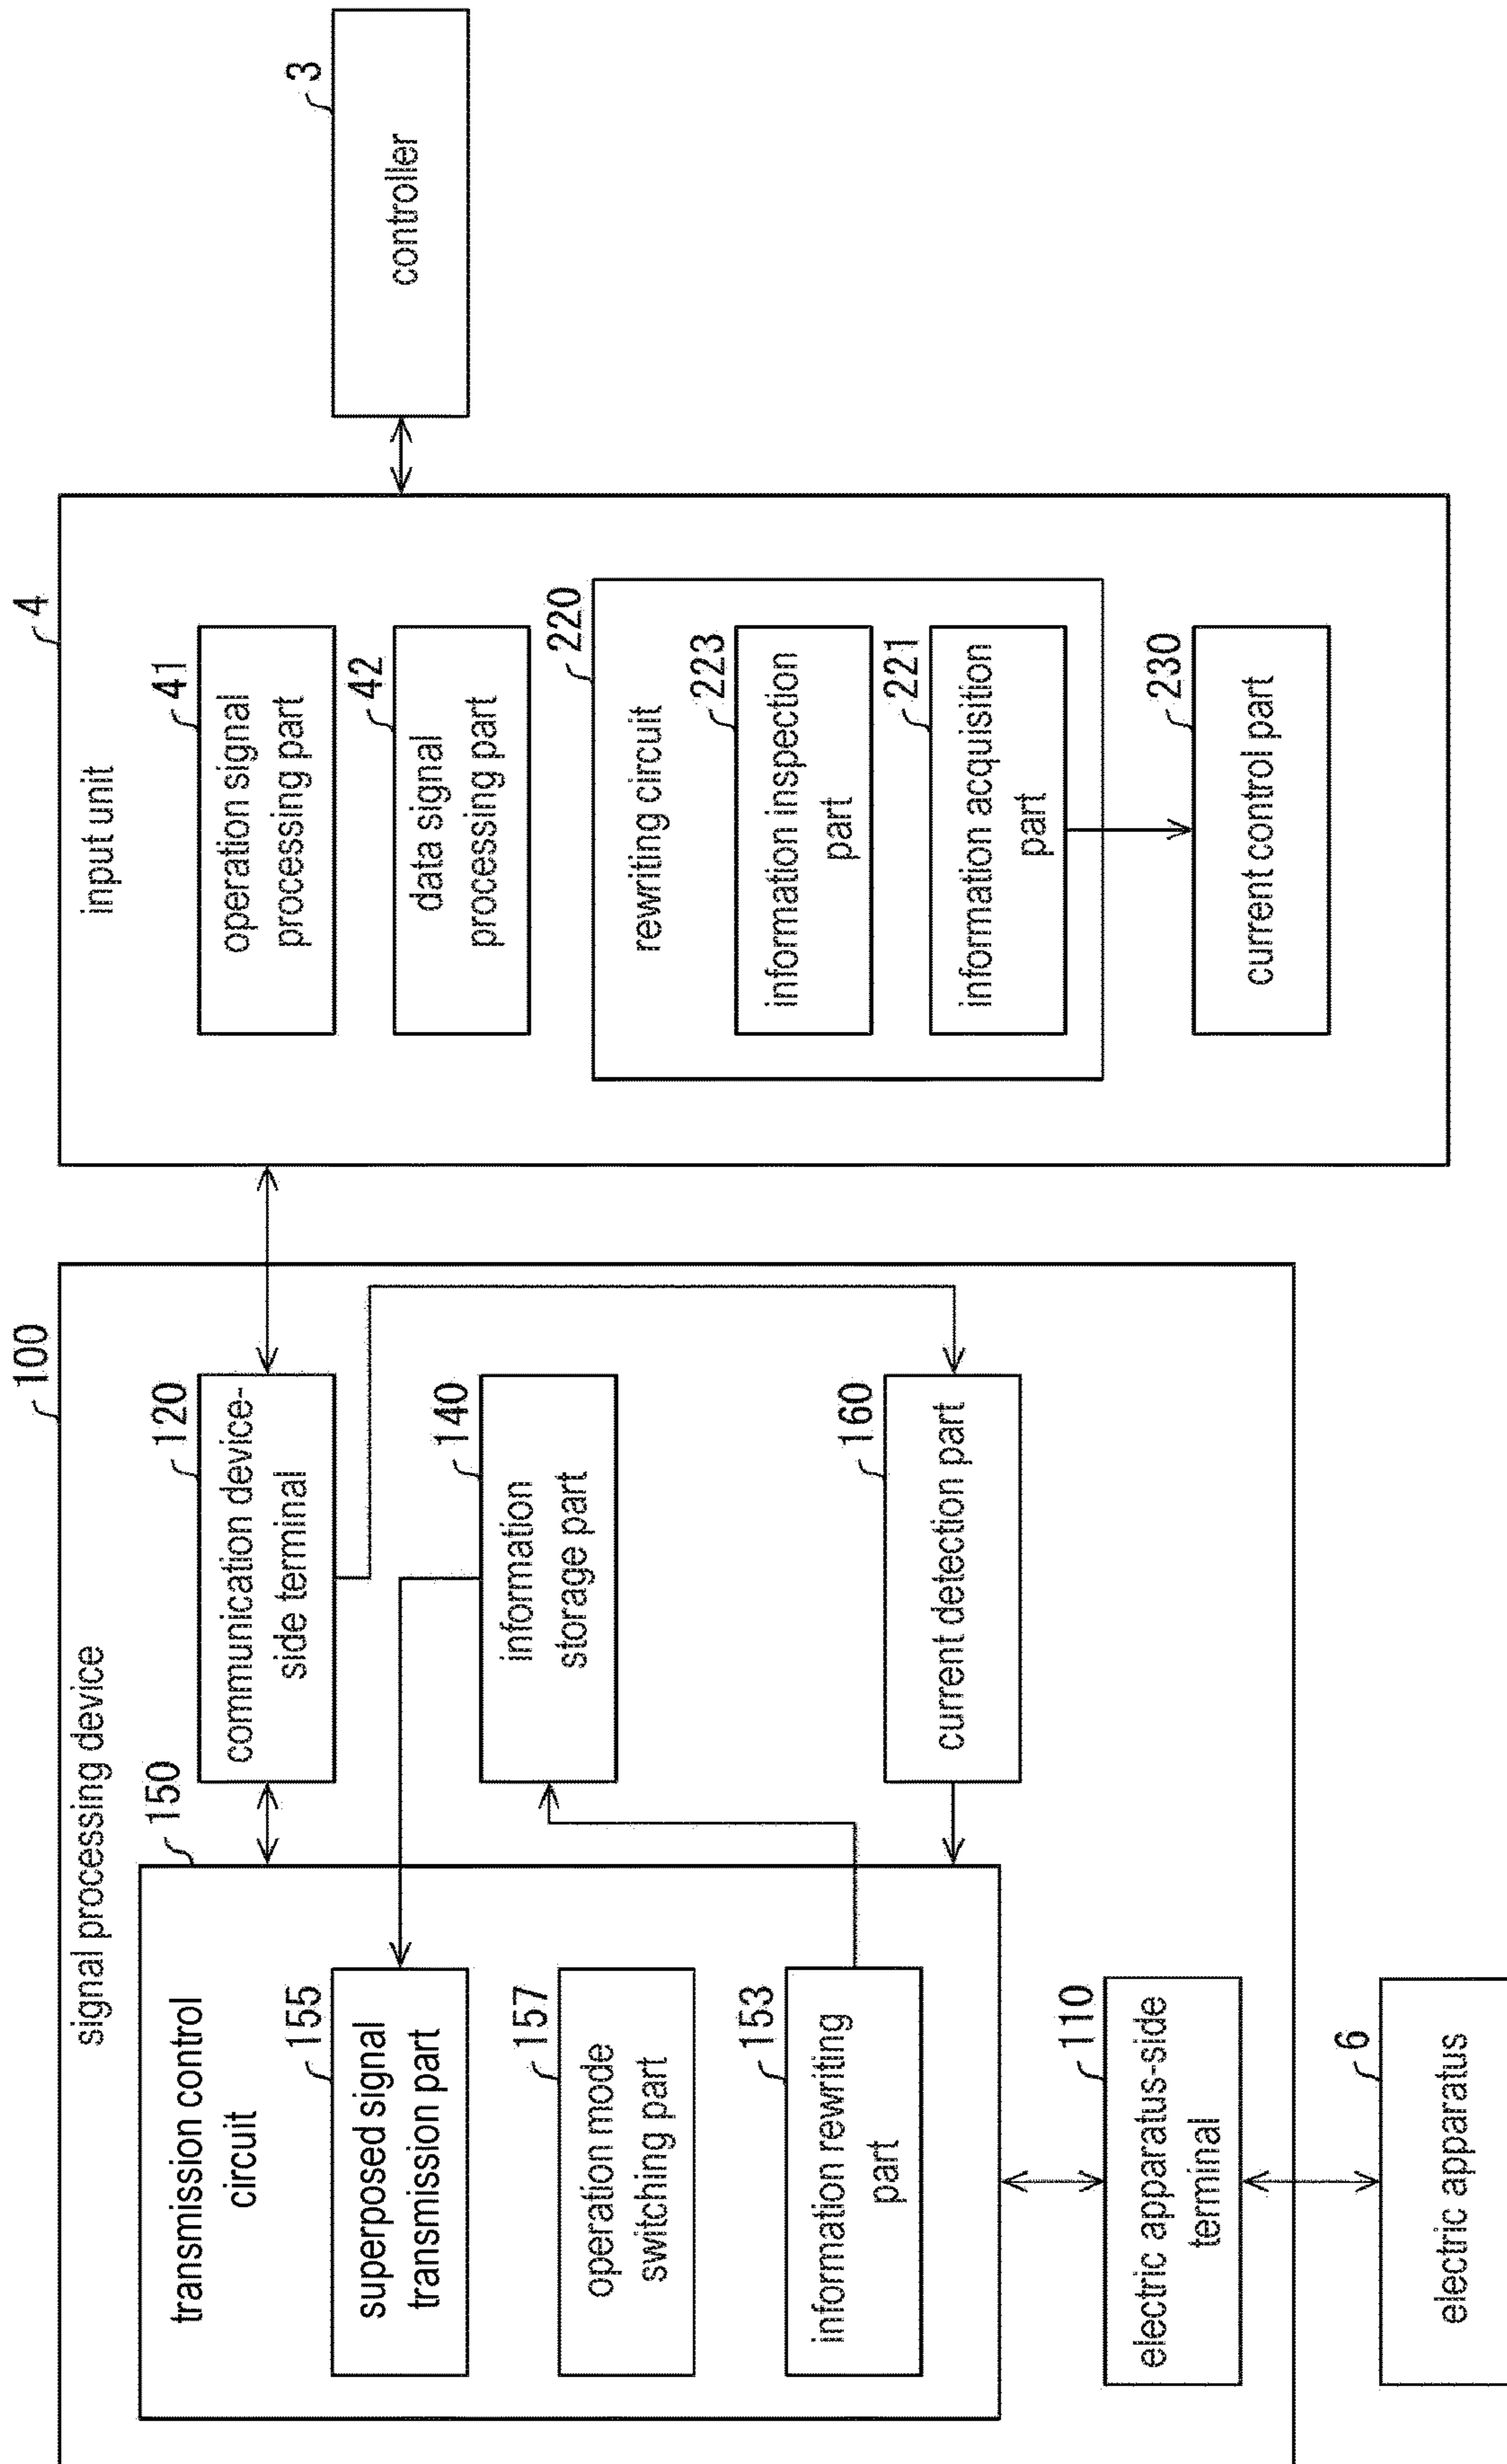 100
signal processing device
150
transmission control
circuit
155
superposed signal
transmission part
157
operation mode
switching part
153
information rewriting
part
120
communication device-
side terminal
140
information
storage part
160
current detection part
110
electric apparatus-side
terminal
6
electric apparatus
4
input unit
41
operation signal
processing part
42
data signal
processing part
220
rewriting circuit
223
information inspection
part
221
information acquisition
part
230
current control part
3
controller